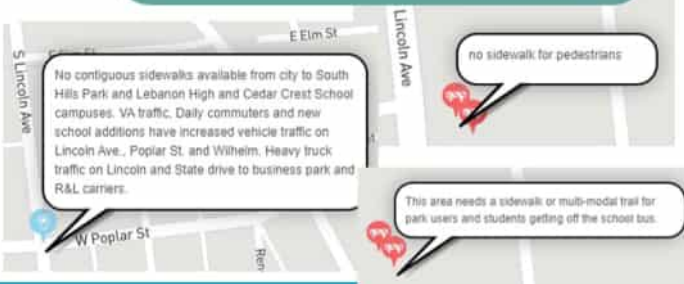 E Elm St
S Lincoln Ave
No contiguous sidewalks available from city to South
Hills Park and Lebanon High and Cedar Crest School
campuses. VA traffic, Daily commuters and new
school additions have increased vehicle traffic on
Lincoln Ave., Poplar St. and Wilhelm. Heavy truck
traffic on Lincoln and State drive to business park and
R&L carriers.
W Poplar St
Ren
Lincoln Ave
no sidewalk for pedestrians
This area needs a sidewalk or multi-modal trail for
park users and students getting off the school bus.